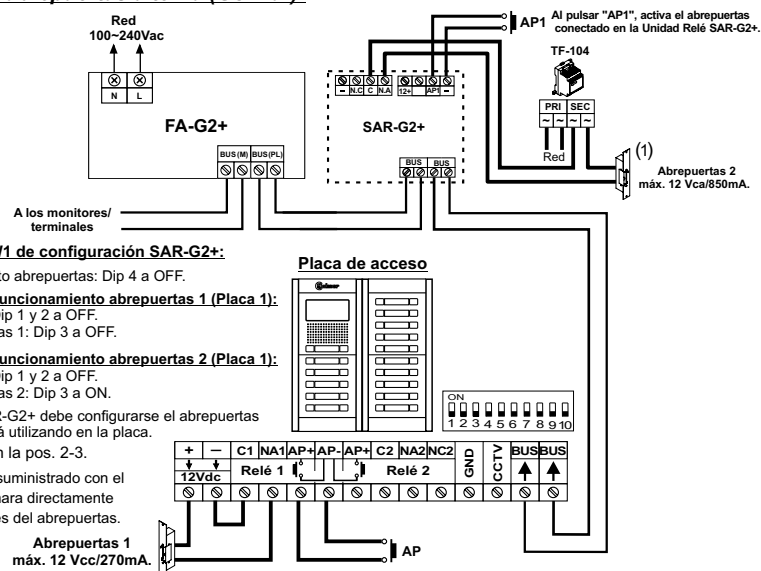 Red
100~240Vac
N L
FA-G2+
BUS(M) BUS(PL)
A los monitores/
terminales
– N.C C N.A 12+ AP1 –
SAR-G2+
BUS BUS
AP1
Al pulsar "AP1", activa el abrepuertas
conectado en la Unidad Relé SAR-G2+.
TF-104
PRI SEC
~ ~ ~ ~
Red
(1)
Abrepuertas 2
máx. 12 Vca/850mA.
de configuración SAR-G2+:
abrepuertas: Dip 4 a OFF.
uncionamiento abrepuertas 1 (Placa 1):
ip 1 y 2 a OFF.
as 1: Dip 3 a OFF.
uncionamiento abrepuertas 2 (Placa 1):
ip 1 y 2 a OFF.
as 2: Dip 3 a ON.
-G2+ debe configurarse el abrepuertas
utilizando en la placa.
la pos. 2-3.
suministrado con el
directamente
del abrepuertas.
Placa de acceso
Golmar
ON
1 2 3 4 5 6 7 8 9 10
+ – C1 NA1 AP+ AP- AP+ C2 NA2 NC2 GND CCTV BUS BUS
12Vdc Relé 1 Relé 2
Abrepuertas 1
máx. 12 Vcc/270mA.
AP